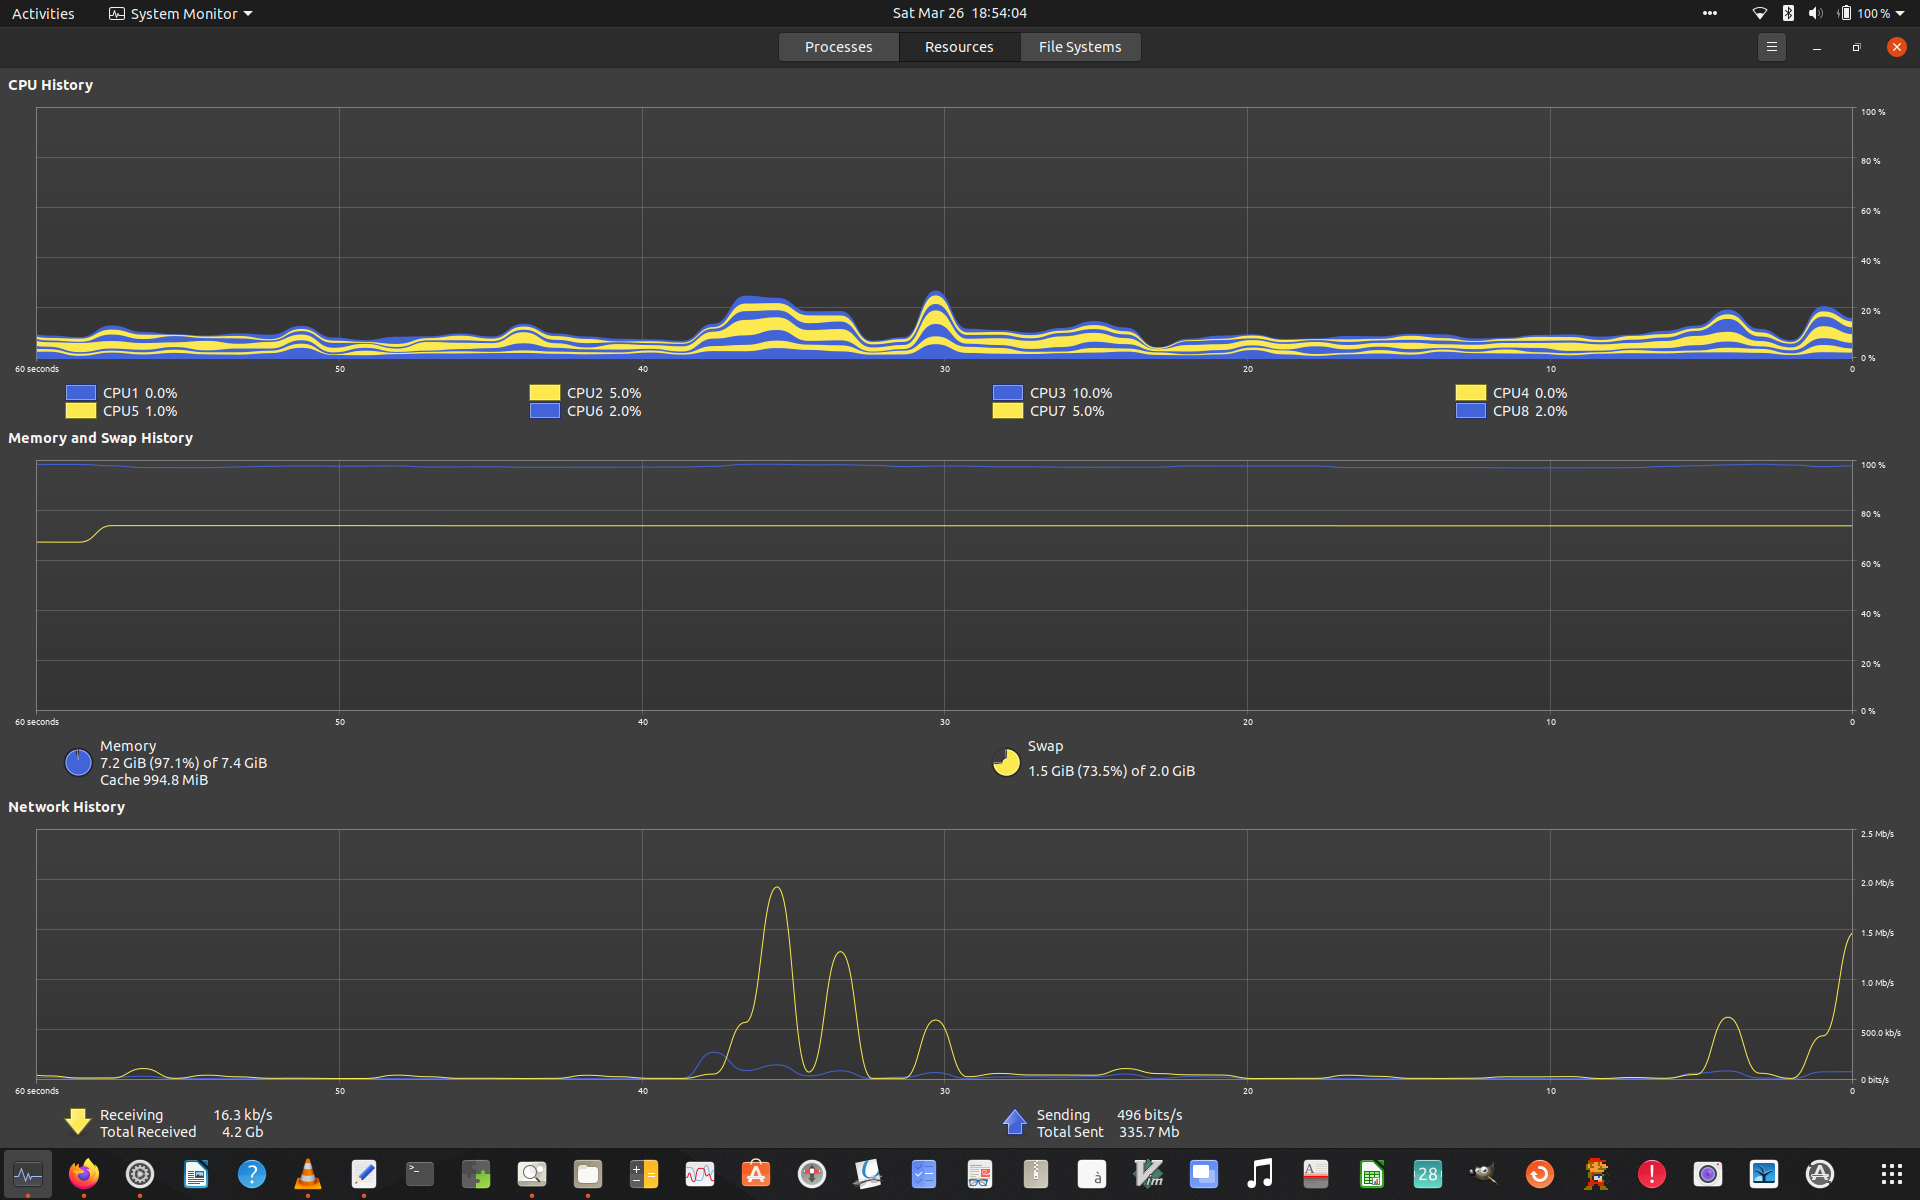 Activities
System Monitor
Sat Mar 26 18:54:04
100 %
Processes
Resources
File Systems
CPU History
100 %
80 %
60 %
40 %
20 %
0 %
60 seconds
50
40
30
20
10
0
CPU1 0.0%
CPU2 5.0%
CPU3 10.0%
CPU4 0.0%
CPU5 1.0%
CPU6 2.0%
CPU7 5.0%
CPU8 2.0%
Memory and Swap History
100 %
80 %
60 %
40 %
20 %
0 %
60 seconds
50
40
30
20
10
0
Memory
7.2 GiB (97.1%) of 7.4 GiB
Cache 994.8 MiB
Swap
1.5 GiB (73.5%) of 2.0 GiB
Network History
2.5 Mb/s
2.0 Mb/s
1.5 Mb/s
1.0 Mb/s
500.0 kb/s
0 bits/s
60 seconds
50
40
30
20
10
0
Receiving 16.3 kb/s
Total Received 4.2 Gb
Sending 496 bits/s
Total Sent 335.7 Mb
>_
?
A
à
Vim
A
28
!